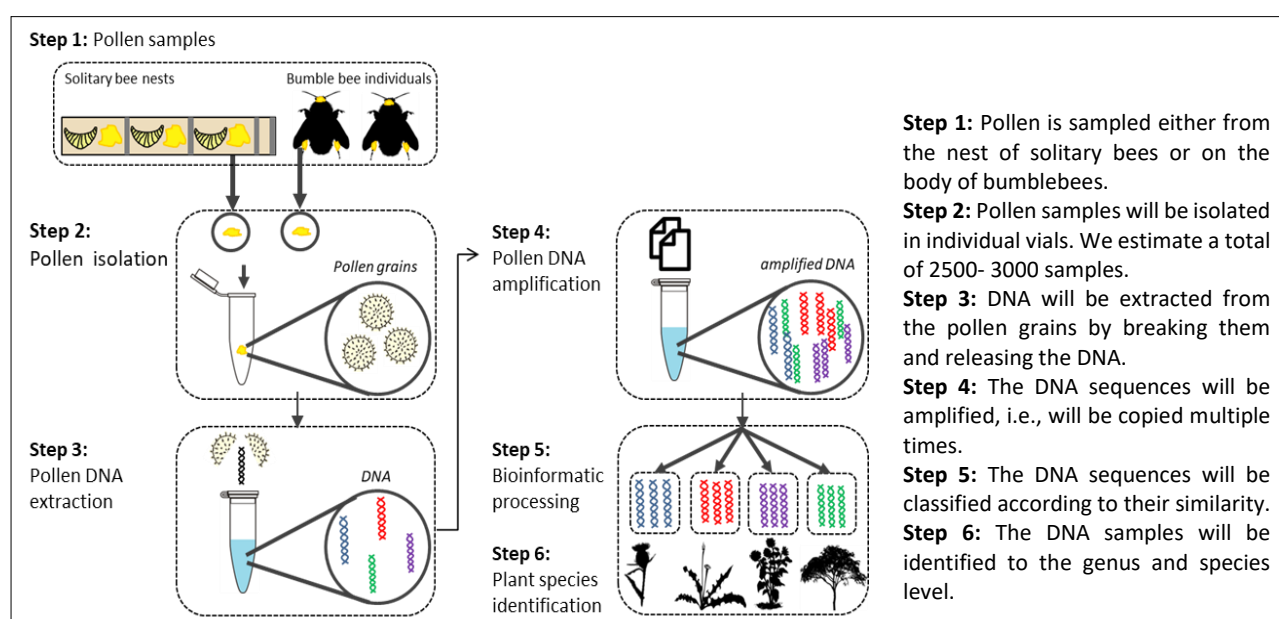 Step 1: Pollen samples
Solitary bee nests
Bumble bee individuals
Step 2:
Pollen isolation
Pollen grains
Step 3:
Pollen DNA
extraction
DNA
Step 4:
Pollen DNA
amplification
amplified DNA
Step 5:
Bioinformatic
processing
Step 6:
Plant species
identification
Step 1: Pollen is sampled either from
the nest of solitary bees or on the
body of bumblebees.
Step 2: Pollen samples will be isolated
in individual vials. We estimate a total
of 2500- 3000 samples.
Step 3: DNA will be extracted from
the pollen grains by breaking them
and releasing the DNA.
Step 4: The DNA sequences will be
amplified, i.e., will be copied multiple
times.
Step 5: The DNA sequences will be
classified according to their similarity.
Step 6: The DNA samples will be
identified to the genus and species
level.